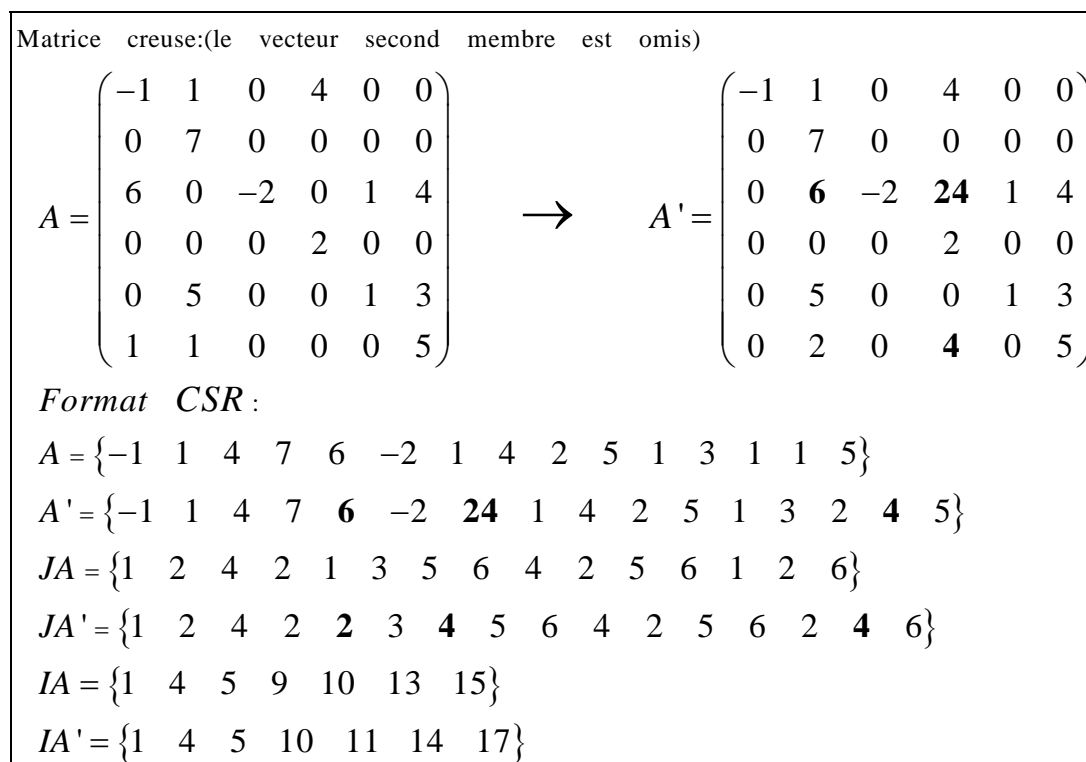 Matrice creuse:(le vecteur second membre est omis)
A = ( −1 1 0 4 0 0 ) → A' = ( −1 1 0 4 0 0 )
0 7 0 0 0 0   0 7 0 0 0 0
6 0 −2 0 1 4   0 6 −2 24 1 4
0 0 0 2 0 0   0 0 0 2 0 0
0 5 0 0 1 3   0 5 0 0 1 3
1 1 0 0 0 5   0 2 0 4 0 5
Format CSR :
A = {−1 1 4 7 6 −2 1 4 2 5 1 3 1 1 5}
A' = {−1 1 4 7 6 −2 24 1 4 2 5 1 3 2 4 5}
JA = {1 2 4 2 1 3 5 6 4 2 5 6 1 2 6}
JA' = {1 2 4 2 2 3 4 5 6 4 2 5 6 2 4 6}
IA = {1 4 5 9 10 13 15}
IA' = {1 4 5 10 11 14 17}